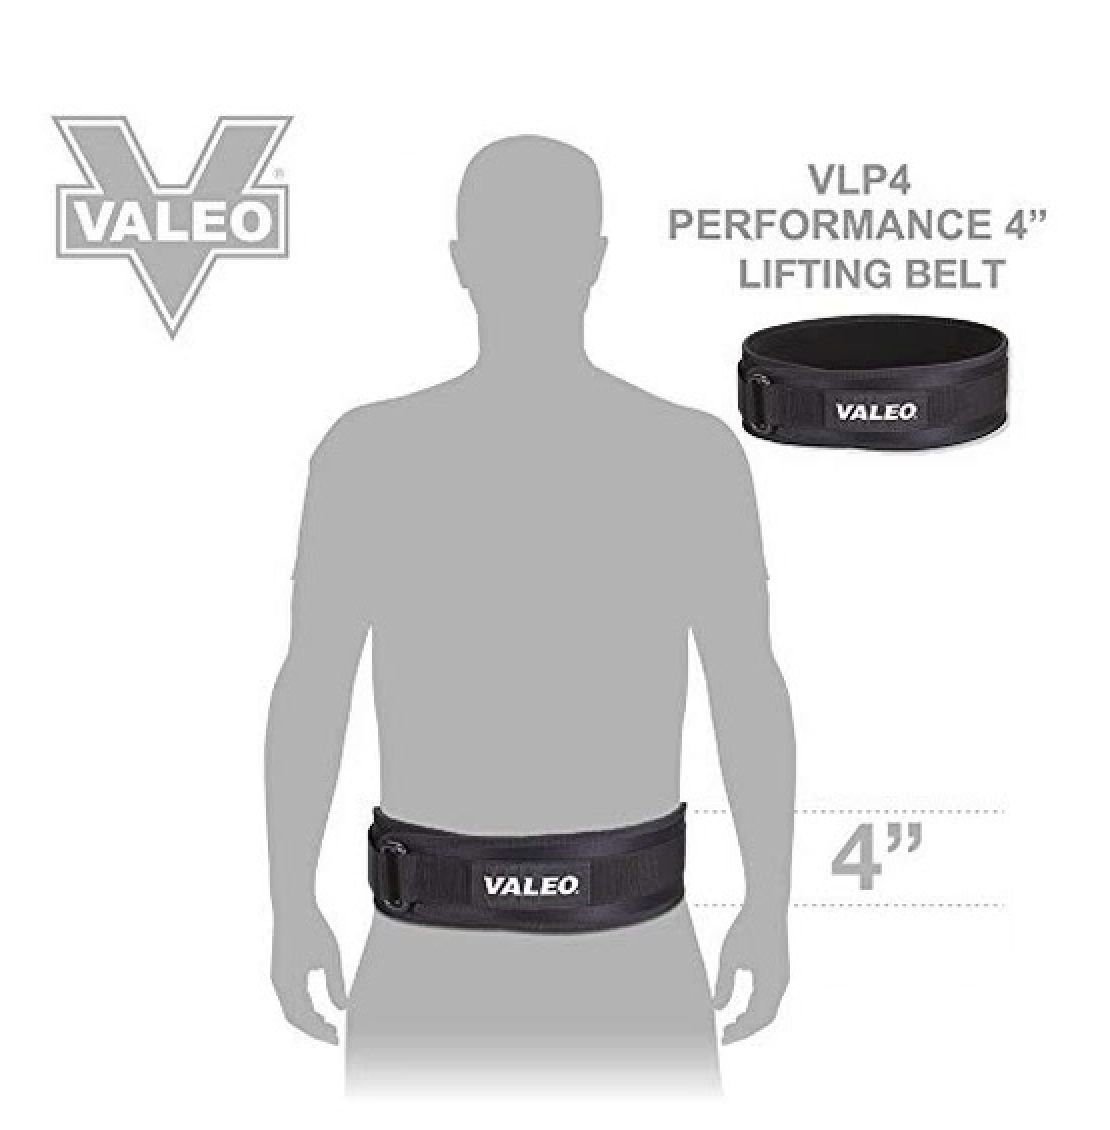 VALEO®
VLP4
PERFORMANCE 4”
LIFTING BELT
VALEO
4”
VALEO